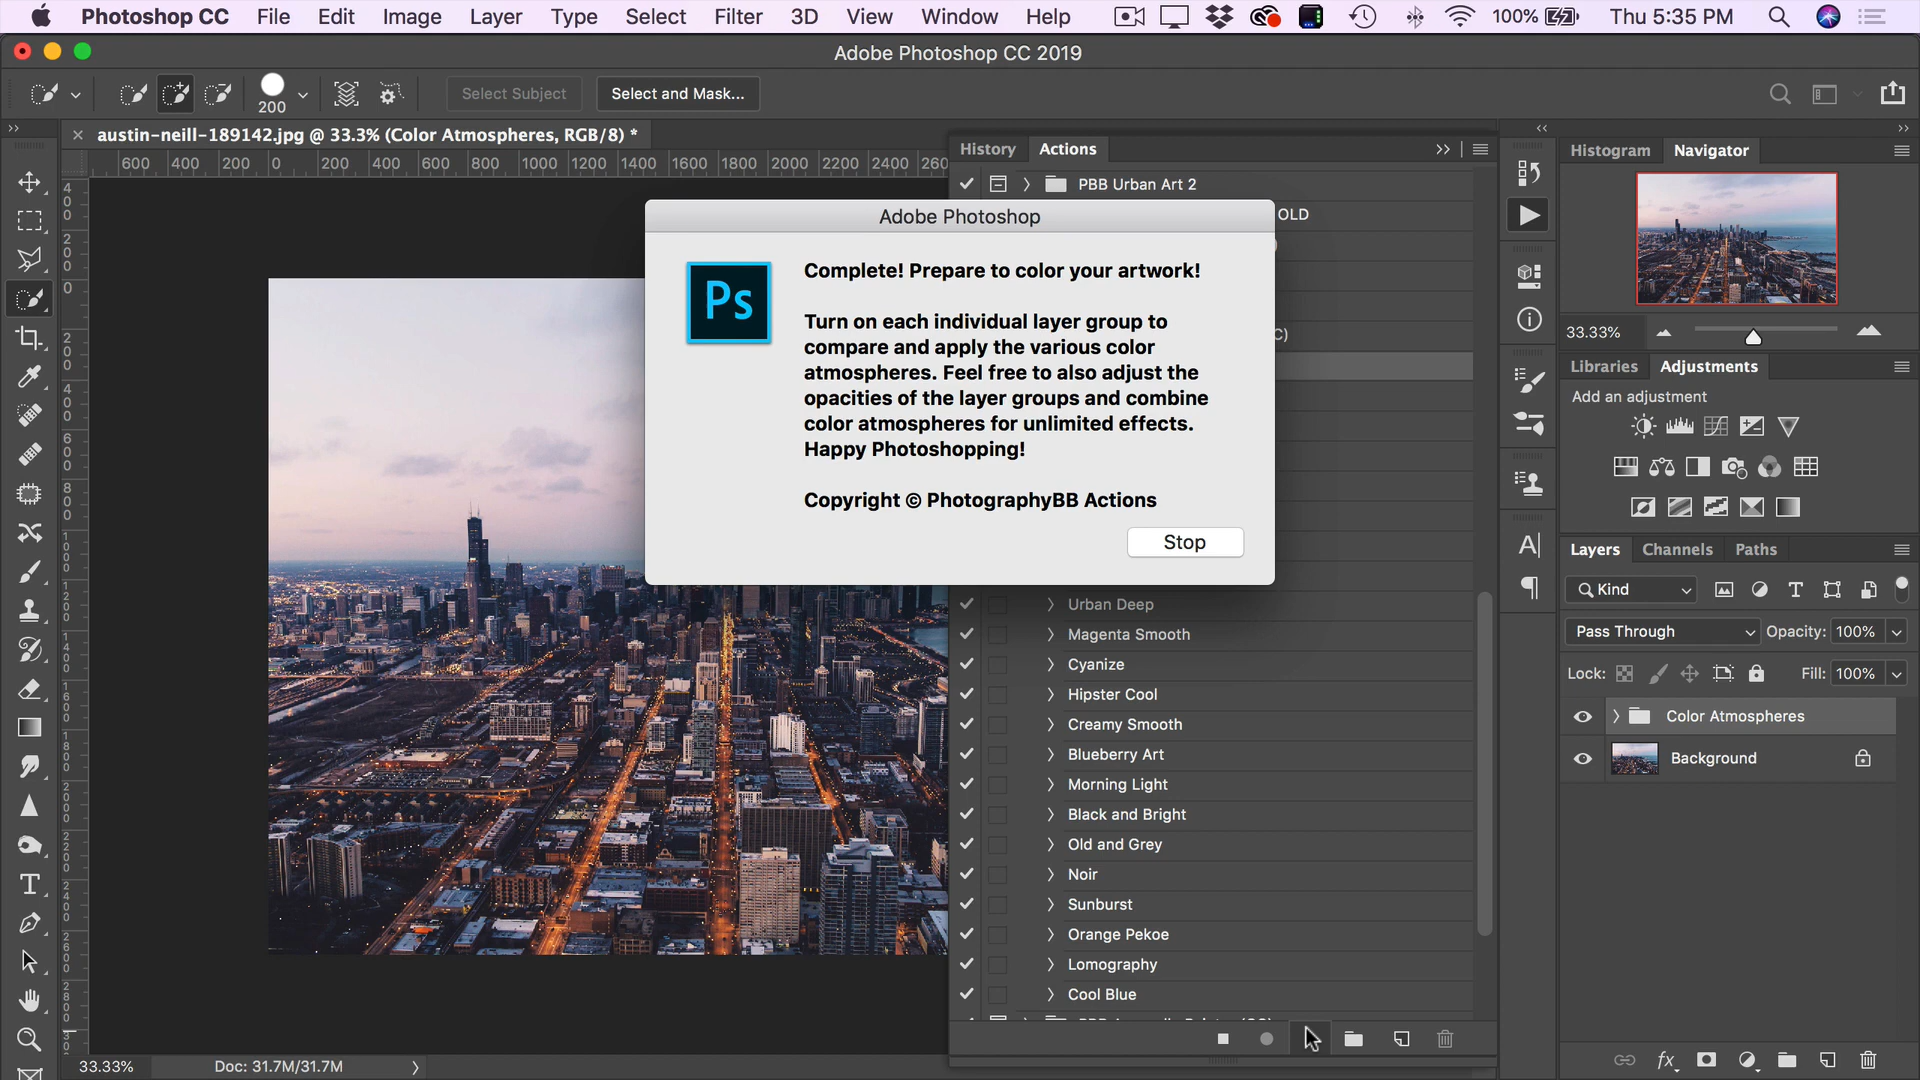 Photoshop CC File Edit Image Layer Type Select Filter 3D View Window Help 100% Thu 5:35 PM
Adobe Photoshop CC 2019
200 Select Subject Select and Mask...
austin-neill-189142.jpg @ 33.3% (Color Atmospheres, RGB/8) *
600 400 200 0 200 400 600 800 1000 1200 1400 1600 1800 2000 2200 2400 260
History Actions
PBB Urban Art 2
OLD
)
C)
Adobe Photoshop
Ps
Complete! Prepare to color your artwork!
Turn on each individual layer group to
compare and apply the various color
atmospheres. Feel free to also adjust the
opacities of the layer groups and combine
color atmospheres for unlimited effects.
Happy Photoshopping!
Copyright © PhotographyBB Actions
Stop
Urban Deep
Magenta Smooth
Cyanize
Hipster Cool
Creamy Smooth
Blueberry Art
Morning Light
Black and Bright
Old and Grey
Noir
Sunburst
Orange Pekoe
Lomography
Cool Blue
Histogram Navigator
33.33%
Libraries Adjustments
Add an adjustment
Layers Channels Paths
Kind
Pass Through Opacity: 100%
Lock: Fill: 100%
Color Atmospheres
Background
33.33% Doc: 31.7M/31.7M